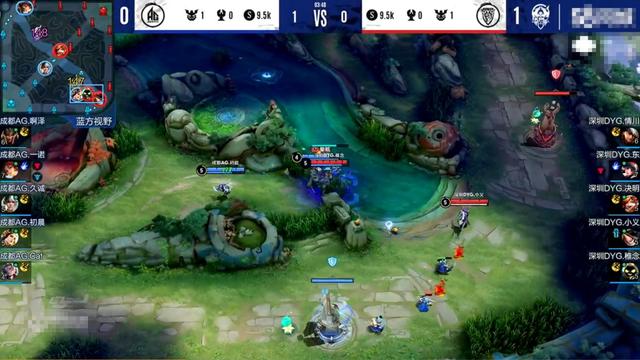 03:48
0 AG 1 0 9.5k 1 VS 0 9.5k 1 0 1
蓝方视野
成都AG.啊泽
深圳DYG.情川
成都AG.一诺
深圳DYG.东
成都AG.久诚
深圳DYG.决明
成都AG.初晨
深圳DYG.小义
成都AG.Cat
深圳DYG.稚念